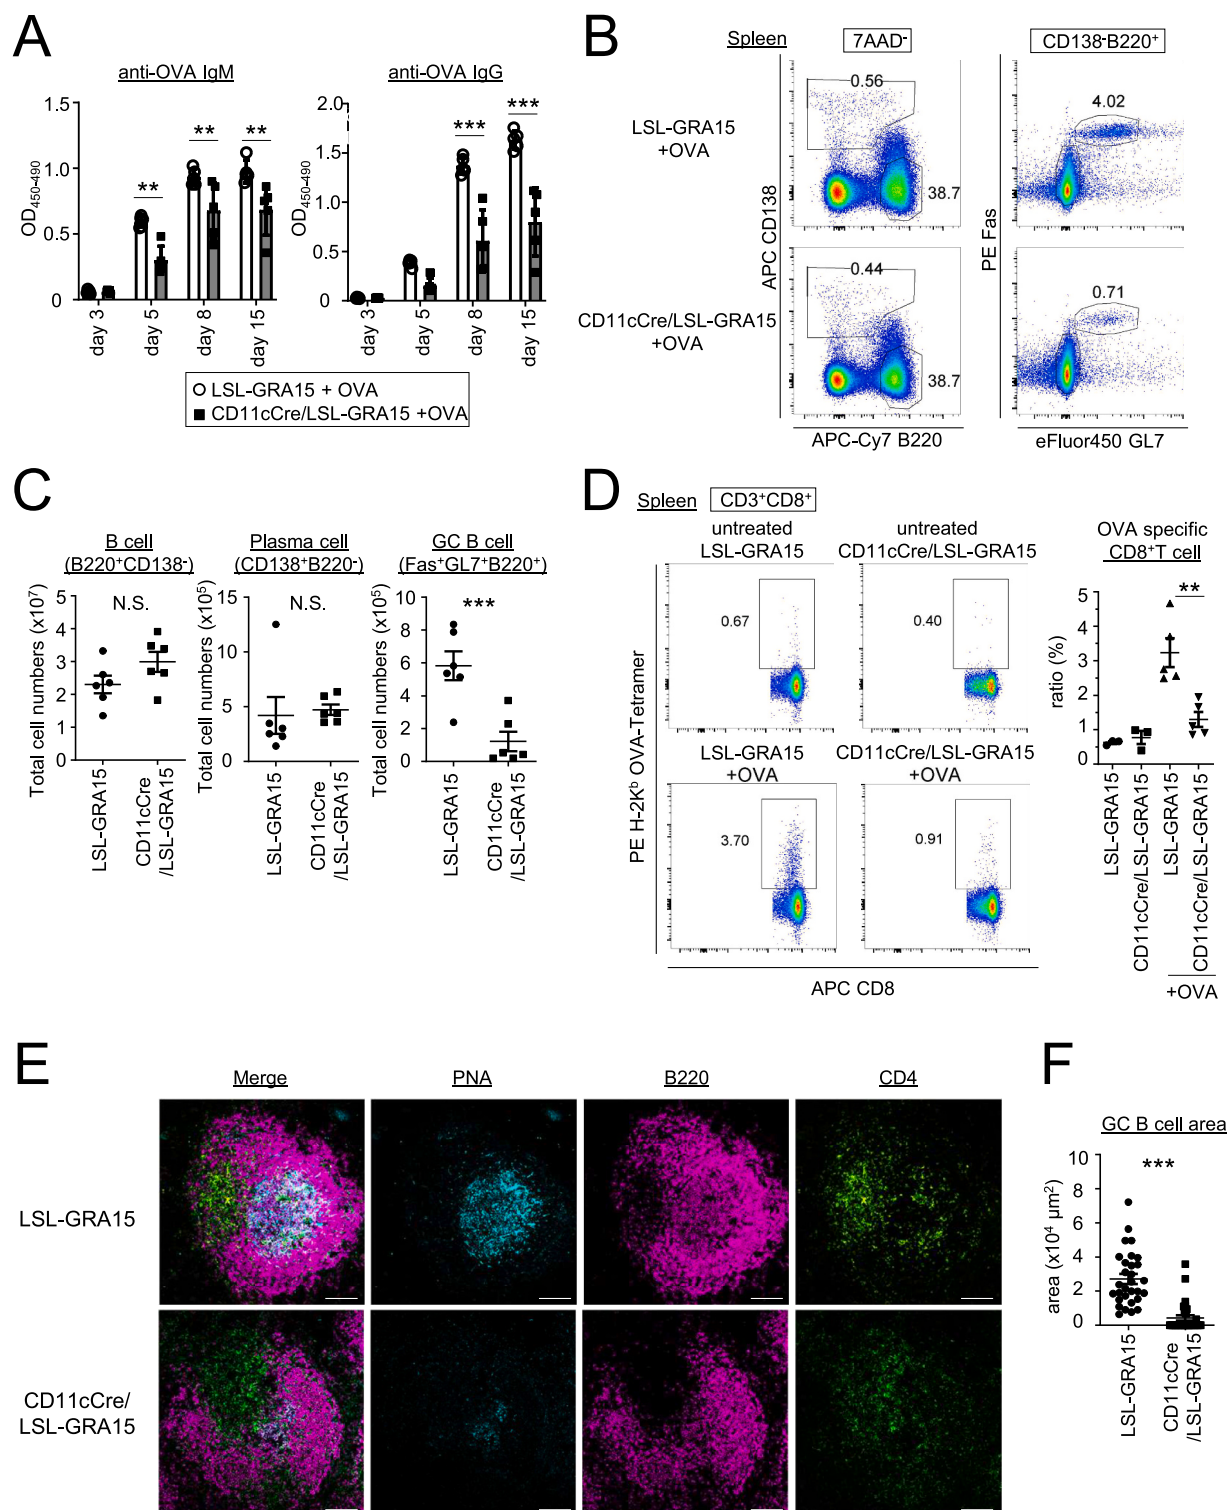 A
anti-OVA IgM
anti-OVA IgG
OD450-490
1.5
1.0
0.5
0
**
**
**
day 3
day 5
day 8
day 15
OD450-490
2.0
1.5
1.0
0.5
0
***
***
day 3
day 5
day 8
day 15
LSL-GRA15 + OVA
CD11cCre/LSL-GRA15 +OVA
B
Spleen
7AAD-
CD138-B220+
LSL-GRA15
+OVA
0.56
38.7
4.02
CD11cCre/LSL-GRA15
+OVA
0.44
38.7
0.71
APC CD138
PE Fas
APC-Cy7 B220
eFluor450 GL7
C
B cell
(B220+CD138-)
N.S.
Total cell numbers (x10⁷)
5
4
3
2
1
0
LSL-GRA15
CD11cCre
/LSL-GRA15
Plasma cell
(CD138+B220-)
N.S.
Total cell numbers (x10⁵)
15
10
5
0
LSL-GRA15
CD11cCre
/LSL-GRA15
GC B cell
(Fas+GL7+B220+)
***
Total cell numbers (x10⁵)
10
8
6
4
2
0
LSL-GRA15
CD11cCre
/LSL-GRA15
D
Spleen
CD3+CD8+
untreated
LSL-GRA15
untreated
CD11cCre/LSL-GRA15
0.67
0.40
LSL-GRA15
+OVA
CD11cCre/LSL-GRA15
+OVA
3.70
0.91
PE H-2Kᵇ OVA-Tetramer
APC CD8
OVA specific
CD8+T cell
**
ratio (%)
5
4
3
2
1
0
LSL-GRA15
CD11cCre/LSL-GRA15
LSL-GRA15
CD11cCre/LSL-GRA15
+OVA
E
Merge
PNA
B220
CD4
LSL-GRA15
CD11cCre/
LSL-GRA15
F
GC B cell area
***
area (x10⁴ µm²)
10
8
6
4
2
0
LSL-GRA15
CD11cCre
/LSL-GRA15